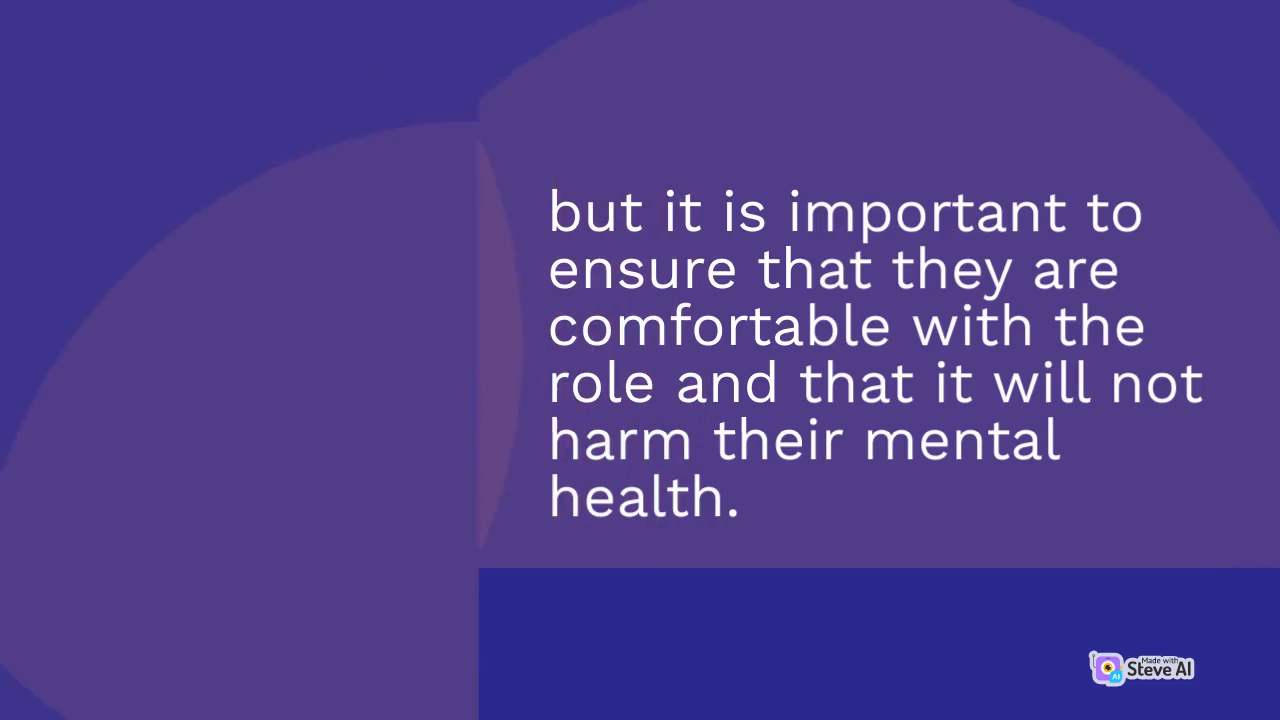 but it is important to
ensure that they are
comfortable with the
role and that it will not
harm their mental
health.
Made with
Steve AI
AI